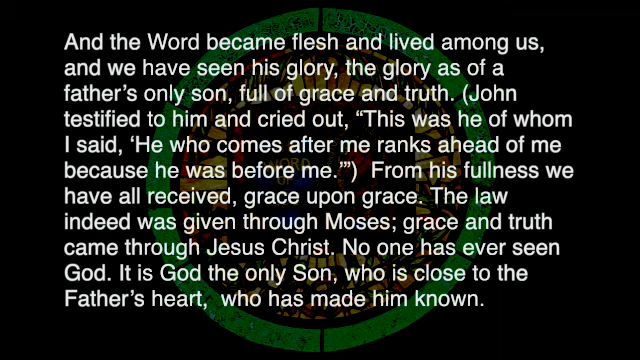 And the Word became flesh and lived among us,
and we have seen his glory, the glory as of a
father’s only son, full of grace and truth. (John
testified to him and cried out, “This was he of whom
I said, ‘He who comes after me ranks ahead of me
because he was before me.’”)  From his fullness we
have all received, grace upon grace. The law
indeed was given through Moses; grace and truth
came through Jesus Christ. No one has ever seen
God. It is God the only Son, who is close to the
Father’s heart,  who has made him known.
WORD
OF